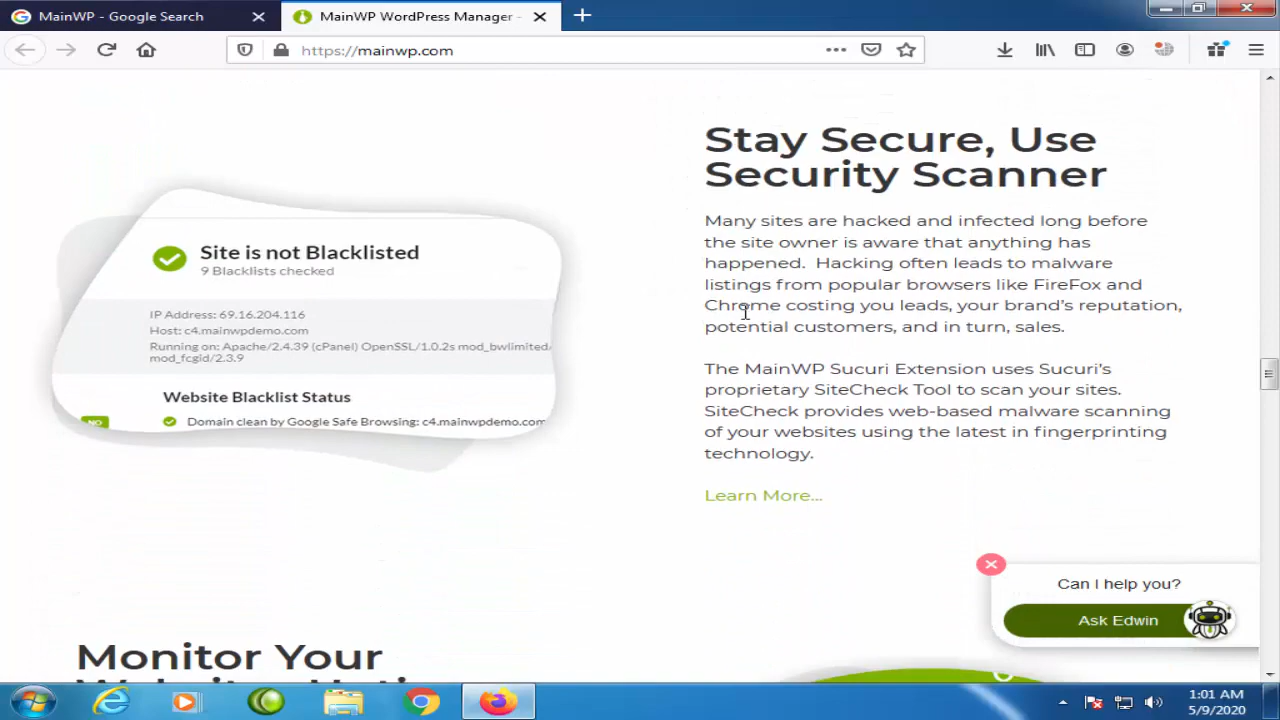 MainWP - Google Search
MainWP WordPress Manager -
https://mainwp.com
Stay Secure, Use
Security Scanner
Many sites are hacked and infected long before
the site owner is aware that anything has
happened. Hacking often leads to malware
listings from popular browsers like FireFox and
Chrome costing you leads, your brand's reputation,
potential customers, and in turn, sales.
The MainWP Sucuri Extension uses Sucuri's
proprietary SiteCheck Tool to scan your sites.
SiteCheck provides web-based malware scanning
of your websites using the latest in fingerprinting
technology.
Learn More...
Site is not Blacklisted
9 Blacklists checked
IP Address: 69.16.204.116
Host: c4.mainwpdemo.com
Running on: Apache/2.4.39 (cPanel) OpenSSL/1.0.2s mod_bwlimited/
mod_fcgid/2.3.9
Website Blacklist Status
NO
Domain clean by Google Safe Browsing: c4.mainwpdemo.com
Can I help you?
Ask Edwin
Monitor Your
1:01 AM
5/9/2020